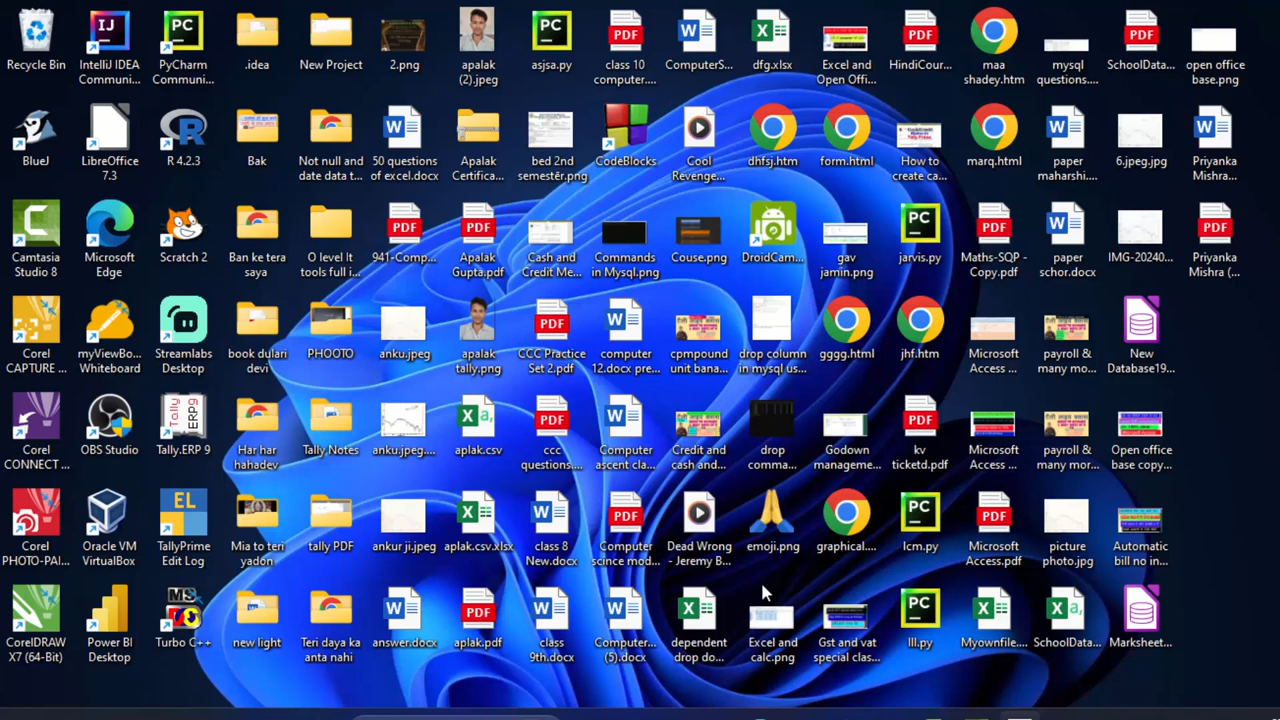 Recycle Bin
IntelliJ IDEA
Communi...
PyCharm
Communi...
.idea
New Project
2.png
apalak
(2).jpeg
asjsa.py
class 10
computer....
ComputerS...
dfg.xlsx
Excel and
Open Offi...
HindiCour...
maa
shadey.htm
mysql
questions....
SchoolData...
open office
base.png
BlueJ
LibreOffice
7.3
R 4.2.3
Bak
Not null and
date data t...
50 questions
of excel.docx
Apalak
Certifica...
bed 2nd
semester.png
CodeBlocks
Cool
Revenge...
dhfsj.htm
form.html
How to
create ca...
marq.html
paper
maharshi....
6.jpeg.jpg
Priyanka
Mishra...
Camtasia
Studio 8
Microsoft
Edge
Scratch 2
Ban ke tera
saya
O level It
tools full i...
941-Comp...
Apalak
Gupta.pdf
Cash and
Credit Me...
Commands
in Mysql.png
Couse.png
DroidCam...
gav
jamin.png
jarvis.py
Maths-SQP -
Copy.pdf
paper
schor.docx
IMG-20240...
Priyanka
Mishra (...
Corel
CAPTURE ...
myViewBo...
Whiteboard
Streamlabs
Desktop
book dulari
devi
PHOOTO
anku.jpeg
apalak
tally.png
CCC Practice
Set 2.pdf
computer
12.docx pre...
cpmpound
unit bana...
drop column
in mysql us...
gggg.html
jhf.htm
Microsoft
Access ...
payroll &
many mo...
New
Database19...
Corel
CONNECT ...
OBS Studio
Tally.ERP 9
Har har
hahadev
Tally Notes
anku.jpeg....
aplak.csv
ccc
questions....
Computer
ascent cla...
Credit and
cash and...
drop
comma...
Godown
manageme...
kv
ticketd.pdf
Microsoft
Access ...
payroll &
many mor...
Open office
base copy...
Corel
PHOTO-PAI...
Oracle VM
VirtualBox
TallyPrime
Edit Log
Mia to teri
yadon
tally PDF
ankur ji.jpeg
aplak.csv.xlsx
class 8
New.docx
Computer
scince mod...
Dead Wrong
- Jeremy B...
emoji.png
graphical....
lcm.py
Microsoft
Access.pdf
picture
photo.jpg
Automatic
bill no in...
CorelDRAW
X7 (64-Bit)
Power BI
Desktop
Turbo C++
new light
Teri daya ka
anta nahi
answer.docx
aplak.pdf
class
9th.docx
Computer...
(5).docx
dependent
drop do...
Excel and
calc.png
Gst and vat
special clas...
lll.py
Myownfile....
SchoolData...
Marksheet...